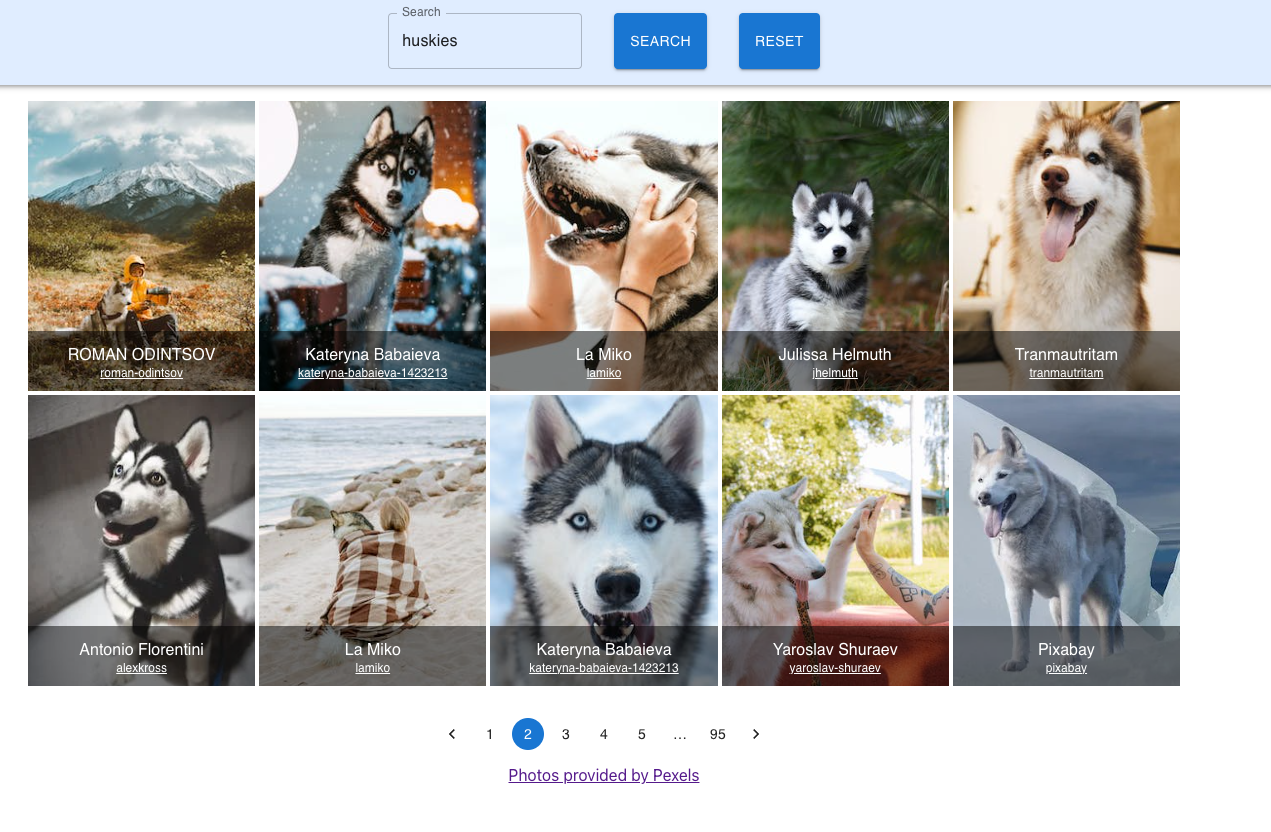 Search
huskies
SEARCH
RESET
ROMAN ODINTSOV
roman-odintsov
Kateryna Babaieva
kateryna-babaieva-1423213
La Miko
lamiko
Julissa Helmuth
jhelmuth
Tranmautritam
tranmautritam
Antonio Florentini
alexkross
La Miko
lamiko
Kateryna Babaieva
kateryna-babaieva-1423213
Yaroslav Shuraev
yaroslav-shuraev
Pixabay
pixabay
1 2 3 4 5 ... 95
Photos provided by Pexels